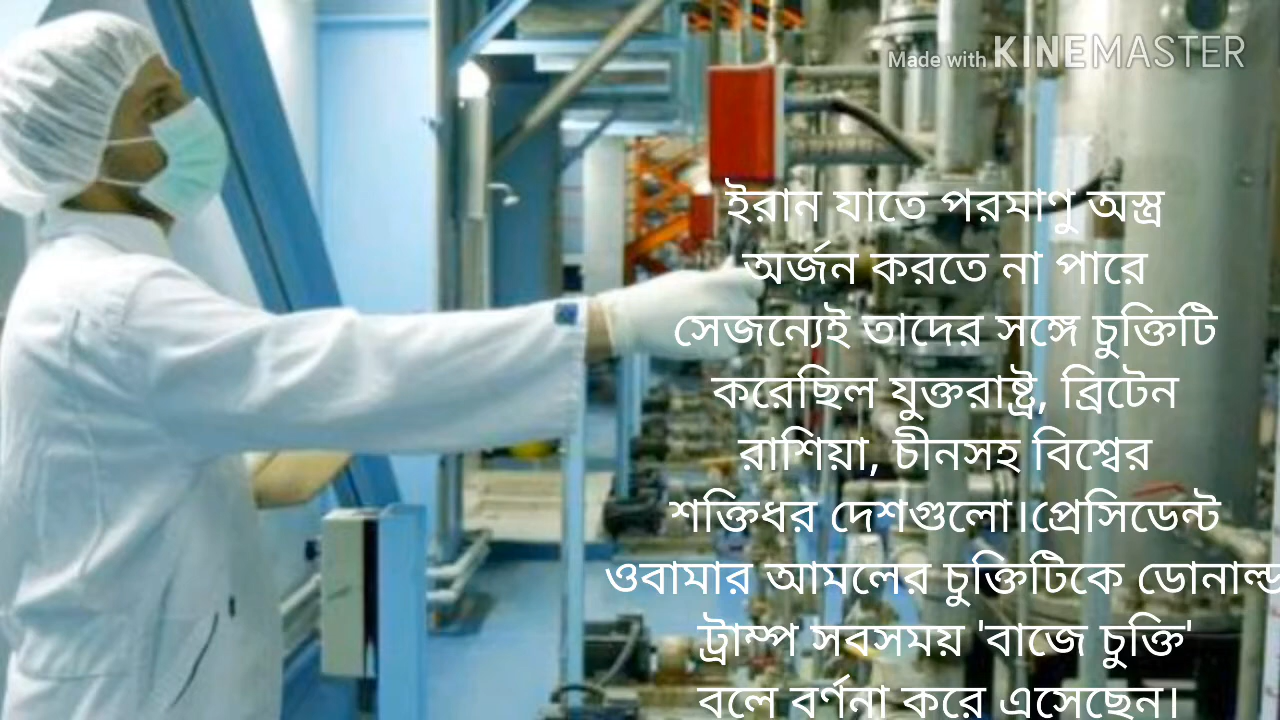 Made with KINEMASTER
ইরান যাতে পরমাণু অস্ত্র
অর্জন করতে না পারে
সেজন্যেই তাদের সঙ্গে চুক্তিটি
করেছিল যুক্তরাষ্ট্র, ব্রিটেন
রাশিয়া, চীনসহ বিশ্বের
শক্তিধর দেশগুলো।প্রেসিডেন্ট
ওবামার আমলের চুক্তিটিকে ডোনাল্ড
ট্রাম্প সবসময় 'বাজে চুক্তি'
বলে বর্ণনা করে এসেছেন।